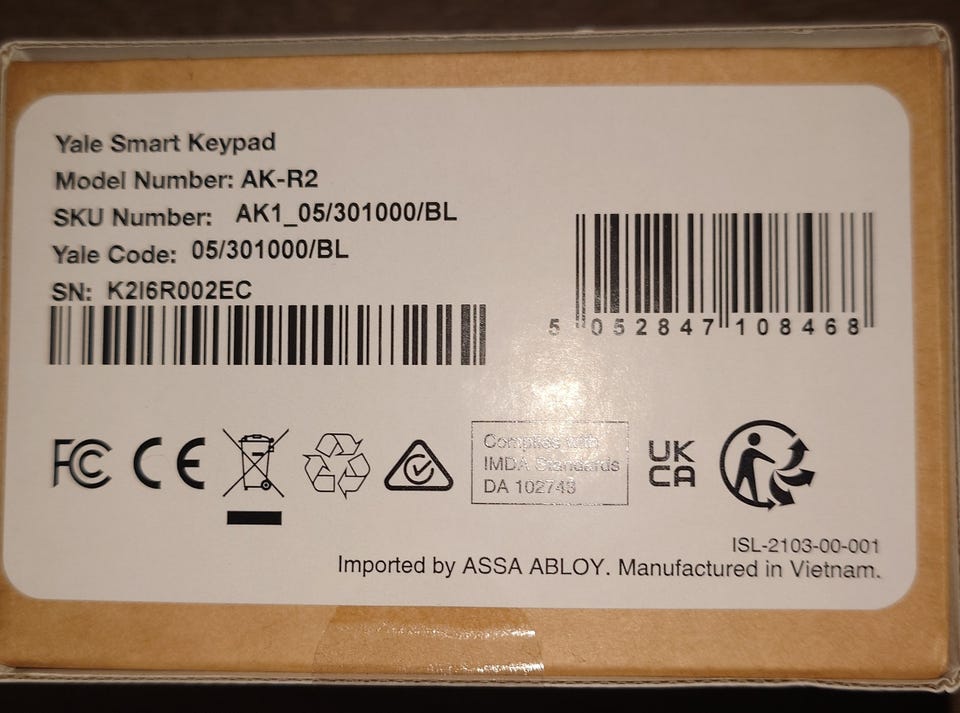 Yale Smart Keypad
Model Number: AK-R2
SKU Number: AK1_05/301000/BL
Yale Code: 05/301000/BL
SN: K2I6R002EC
5 052847 108468
FC CE
Complies with
IMDA Standards
DA 102743
UK
CA
ISL-2103-00-001
Imported by ASSA ABLOY. Manufactured in Vietnam.